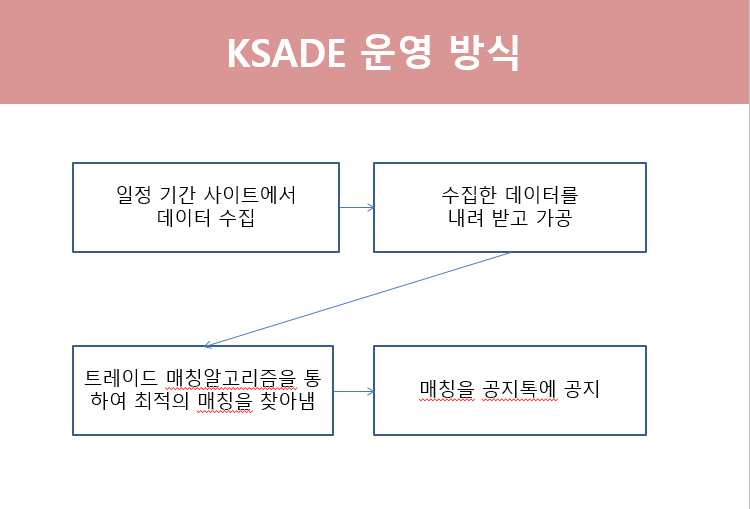 KSADE 운영 방식
일정 기간 사이트에서
데이터 수집
수집한 데이터를
내려 받고 가공
트레이드 매칭알고리즘을 통
하여 최적의 매칭을 찾아냄
매칭을 공지톡에 공지